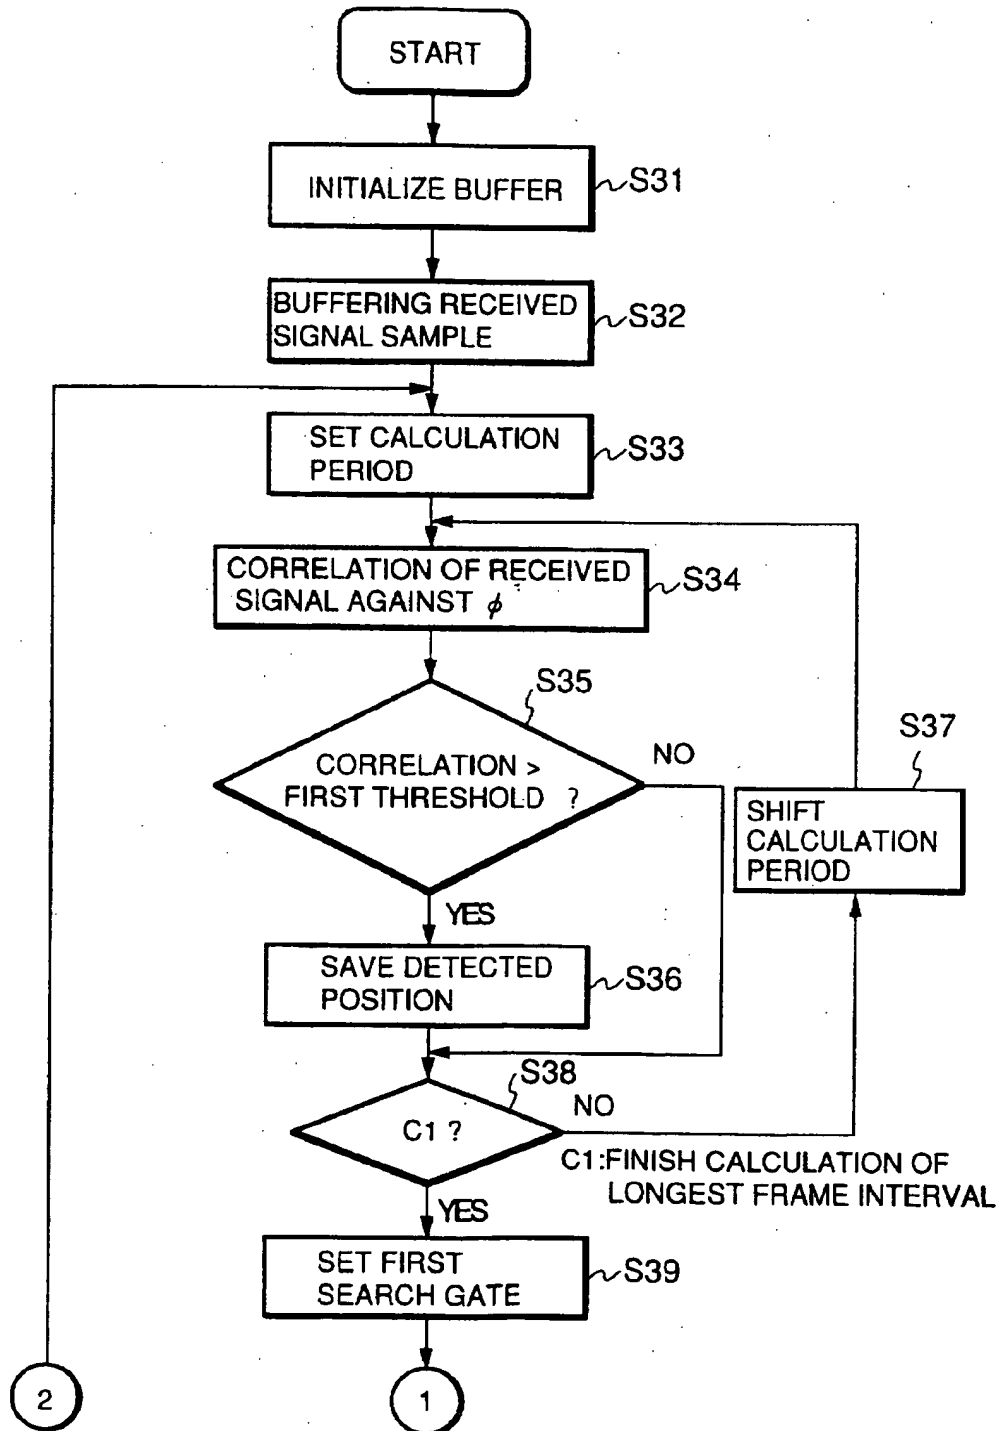 START
INITIALIZE BUFFER
S31
BUFFERING RECEIVED
SIGNAL SAMPLE
S32
SET CALCULATION
PERIOD
S33
CORRELATION OF RECEIVED
SIGNAL AGAINST ϕ
S34
S35
CORRELATION >
FIRST THRESHOLD ?
NO
S37
SHIFT
CALCULATION
PERIOD
YES
SAVE DETECTED
POSITION
S36
S38
C1 ?
NO
C1:FINISH CALCULATION OF
LONGEST FRAME INTERVAL
YES
SET FIRST
SEARCH GATE
S39
2
1